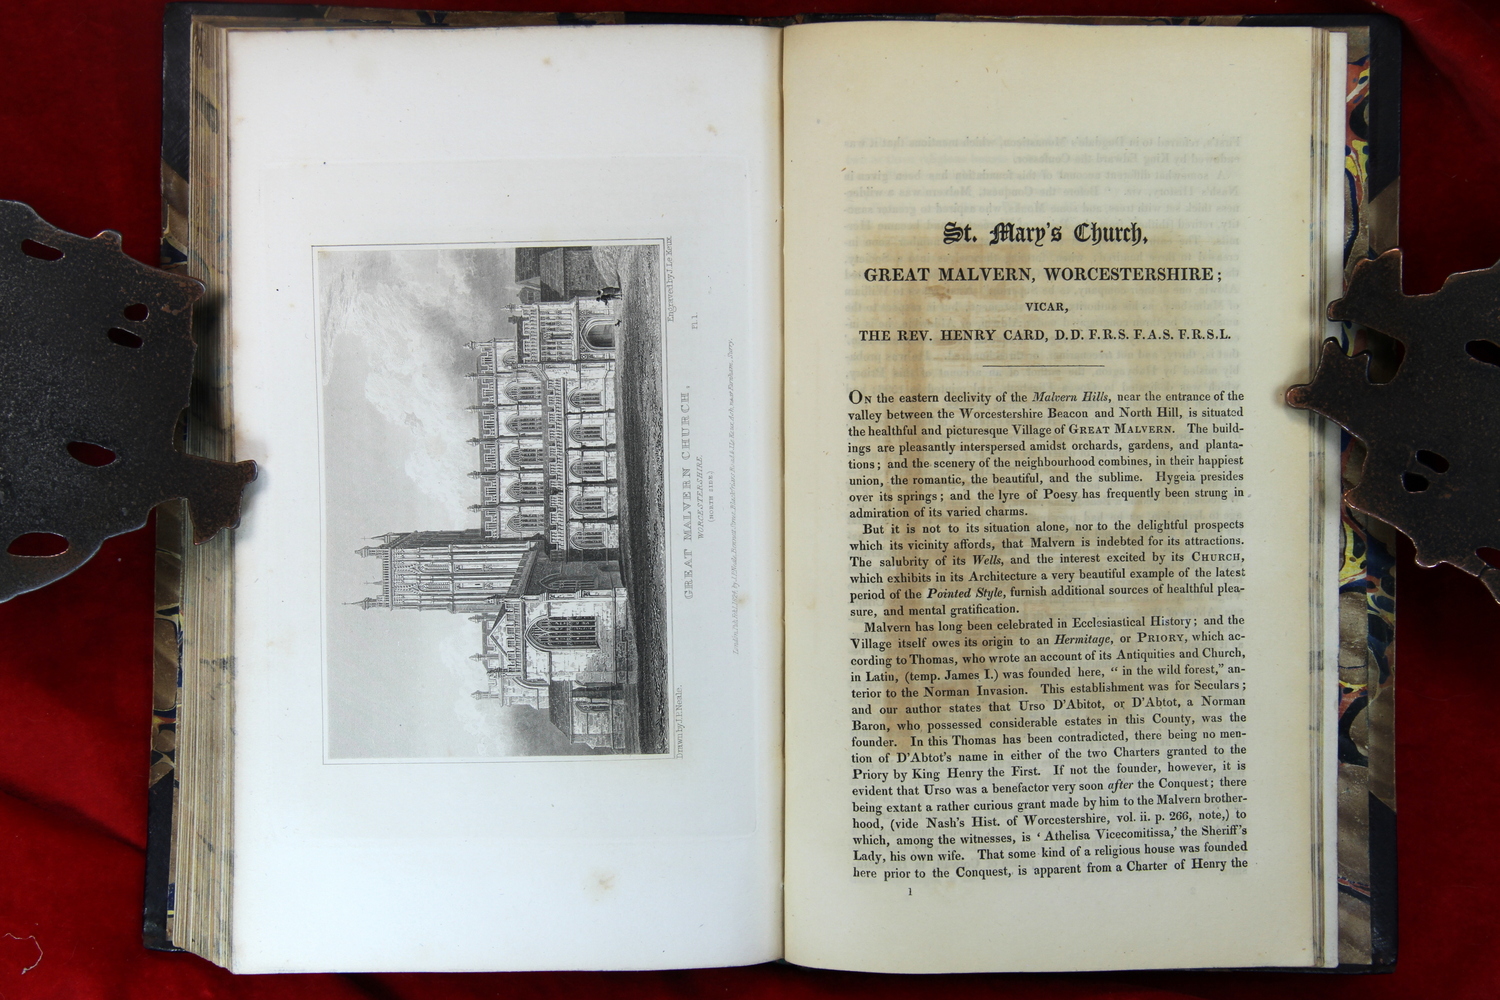 Drawn by J.P. Neale.
Engraved by J. Le Keux.
Pl. 1.
GREAT MALVERN CHURCH,
WORCESTERSHIRE.
(NORTH SIDE.)
St. Mary's Church,
GREAT MALVERN, WORCESTERSHIRE;
VICAR,
THE REV. HENRY CARD, D.D. F.R.S. F.A.S. F.R.S.L.
ON the eastern declivity of the Malvern Hills, near the entrance of the
valley between the Worcestershire Beacon and North Hill, is situated
the healthful and picturesque Village of GREAT MALVERN. The build-
ings are pleasantly interspersed amidst orchards, gardens, and planta-
tions; and the scenery of the neighbourhood combines, in their happiest
union, the romantic, the beautiful, and the sublime. Hygeia presides
over its springs; and the lyre of Poesy has frequently been strung in
admiration of its varied charms.
But it is not to its situation alone, nor to the delightful prospects
which its vicinity affords, that Malvern is indebted for its attractions.
The salubrity of its Wells, and the interest excited by its CHURCH,
which exhibits in its Architecture a very beautiful example of the latest
period of the Pointed Style, furnish additional sources of healthful plea-
sure, and mental gratification.
Malvern has long been celebrated in Ecclesiastical History; and the
Village itself owes its origin to an Hermitage, or PRIORY, which ac-
cording to Thomas, who wrote an account of its Antiquities and Church,
in Latin, (temp. James I.) was founded here, “ in the wild forest,” an-
terior to the Norman Invasion. This establishment was for Seculars;
and our author states that Urso D'Abitot, or D'Abtot, a Norman
Baron, who possessed considerable estates in this County, was the
founder. In this Thomas has been contradicted, there being no men-
tion of D'Abtot's name in either of the two Charters granted to the
Priory by King Henry the First. If not the founder, however, it is
evident that Urso was a benefactor very soon after the Conquest; there
being extant a rather curious grant made by him to the Malvern brother-
hood, (vide Nash's Hist. of Worcestershire, vol. ii. p. 266, note,) to
which, among the witnesses, is ‘ Athelisa Vicecomitissa,’ the Sheriff's
Lady, his own wife. That some kind of a religious house was founded
here prior to the Conquest, is apparent from a Charter of Henry the
1